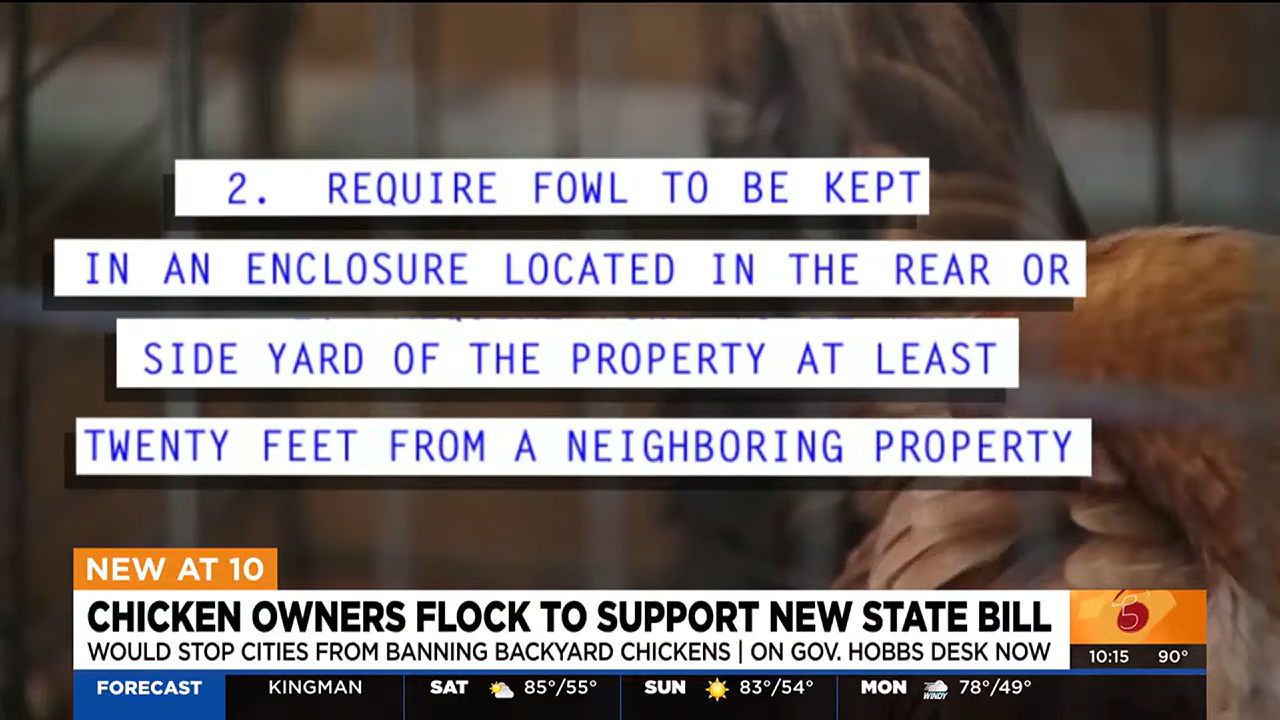 2. REQUIRE FOWL TO BE KEPT
IN AN ENCLOSURE LOCATED IN THE REAR OR
SIDE YARD OF THE PROPERTY AT LEAST
TWENTY FEET FROM A NEIGHBORING PROPERTY
NEW AT 10
CHICKEN OWNERS FLOCK TO SUPPORT NEW STATE BILL
WOULD STOP CITIES FROM BANNING BACKYARD CHICKENS | ON GOV. HOBBS DESK NOW
5
10:15 90°
FORECAST KINGMAN SAT 85°/55° SUN 83°/54° MON WINDY 78°/49°